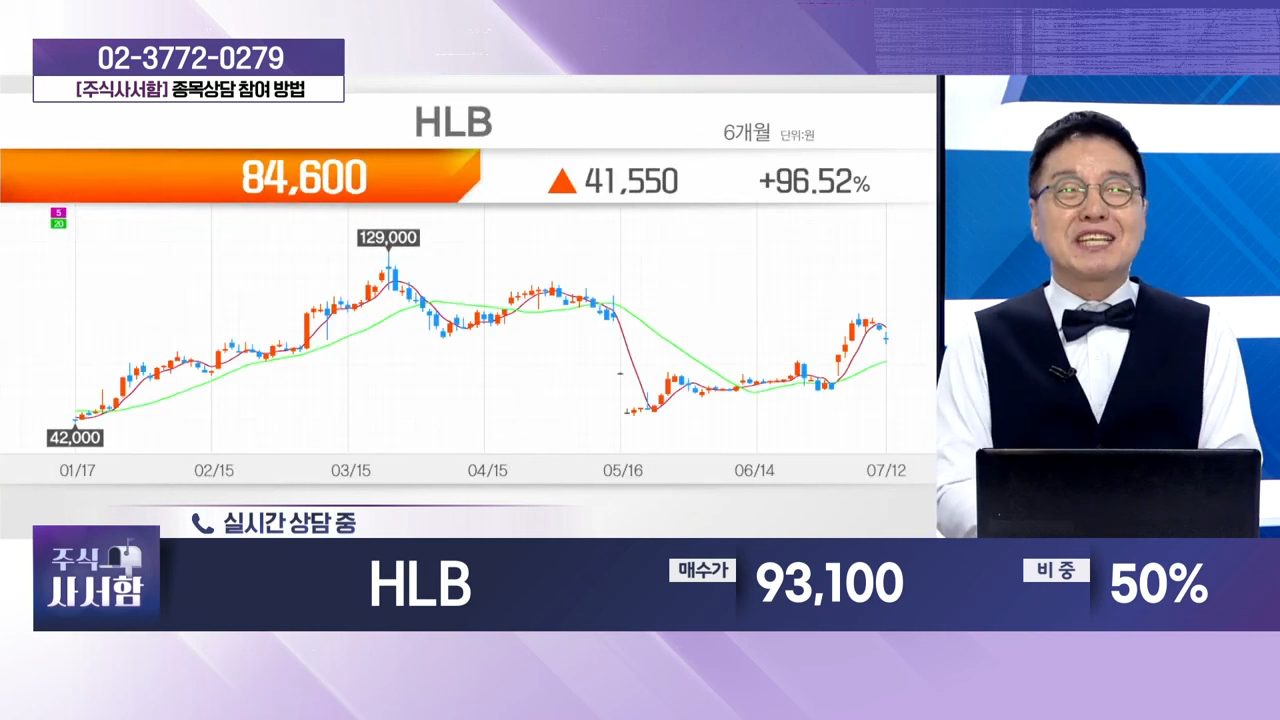 02-3772-0279
[주식사서함] 종목상담 참여 방법
HLB
6개월 단위:원
84,600 ▲ 41,550 +96.52%
5
20
129,000
42,000
01/17 02/15 03/15 04/15 05/16 06/14 07/12
실시간 상담 중
주식
사서함
HLB 매수가 93,100 비중 50%